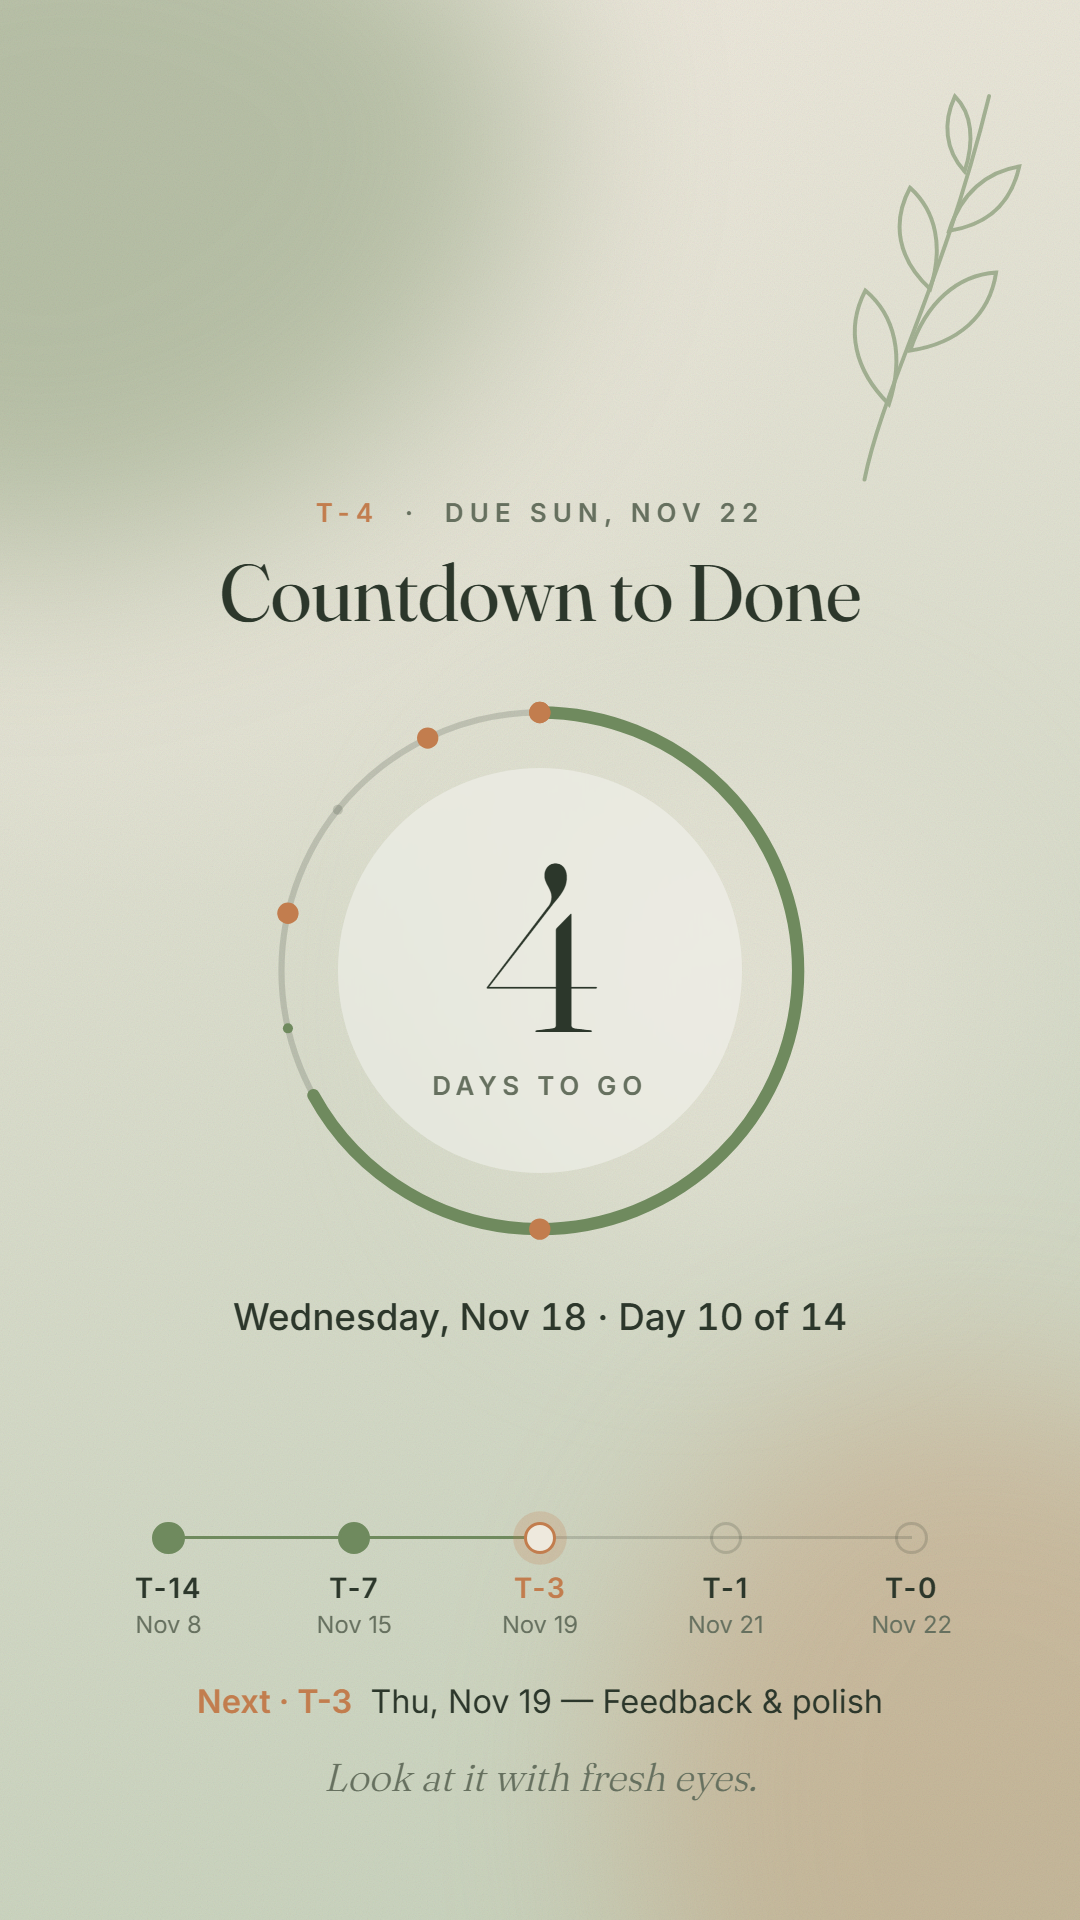 T-4 · DUE SUN, NOV 22
Countdown to Done
4
DAYS TO GO
Wednesday, Nov 18 · Day 10 of 14
T-14 T-7 T-3 T-1 T-0
Nov 8 Nov 15 Nov 19 Nov 21 Nov 22
Next · T-3 Thu, Nov 19 — Feedback & polish
Look at it with fresh eyes.